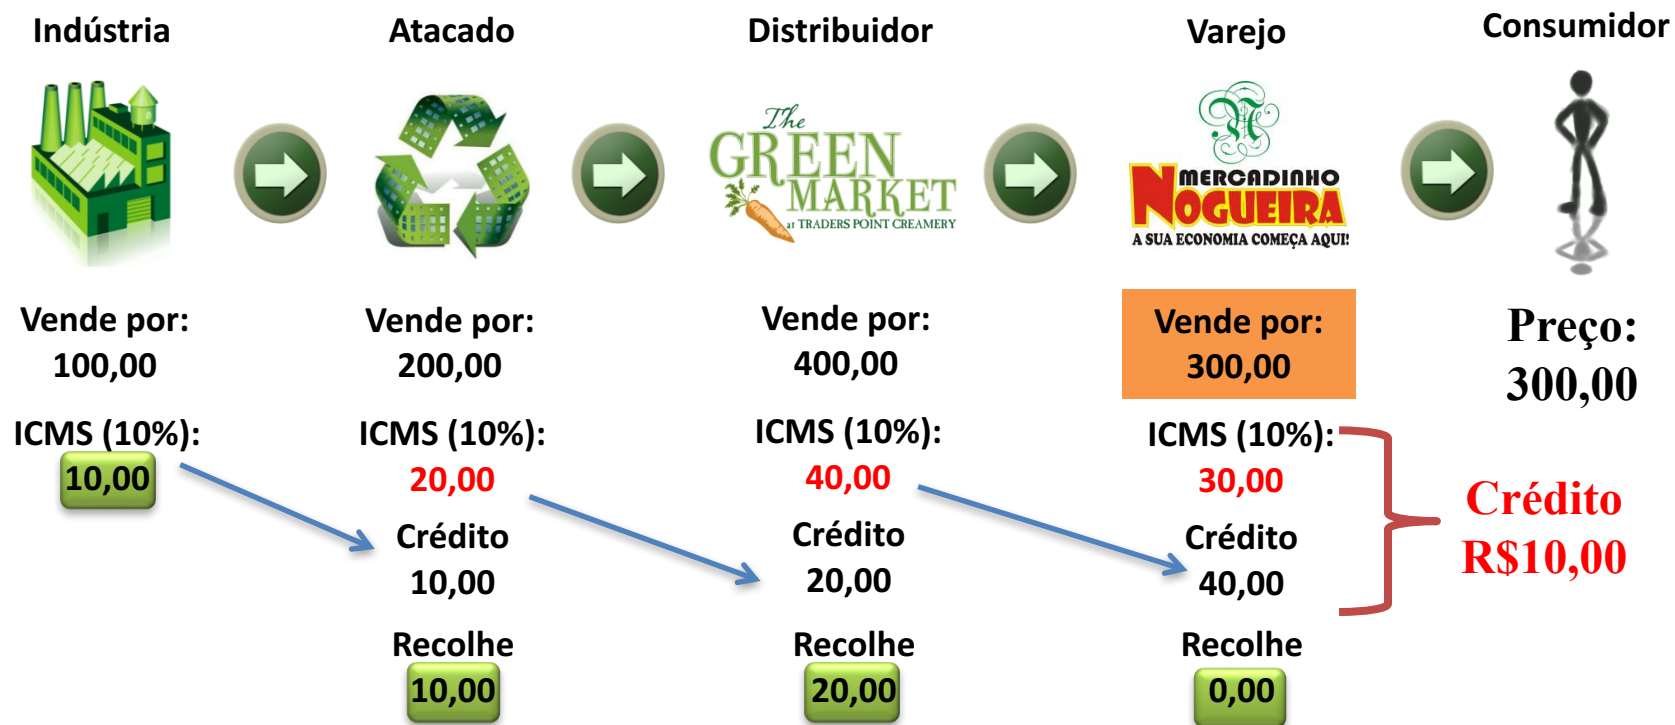 Indústria
Atacado
Distribuidor
Varejo
Consumidor
The
GREEN
MARKET
at TRADERS POINT CREAMERY
N
MERCADINHO
NOGUEIRA
A SUA ECONOMIA COMEÇA AQUI!
Vende por:
100,00
Vende por:
200,00
Vende por:
400,00
Vende por:
300,00
Preço:
300,00
ICMS (10%):
10,00
ICMS (10%):
20,00
ICMS (10%):
40,00
ICMS (10%):
30,00
Crédito
10,00
Crédito
20,00
Crédito
40,00
Crédito
R$10,00
Recolhe
10,00
Recolhe
20,00
Recolhe
0,00